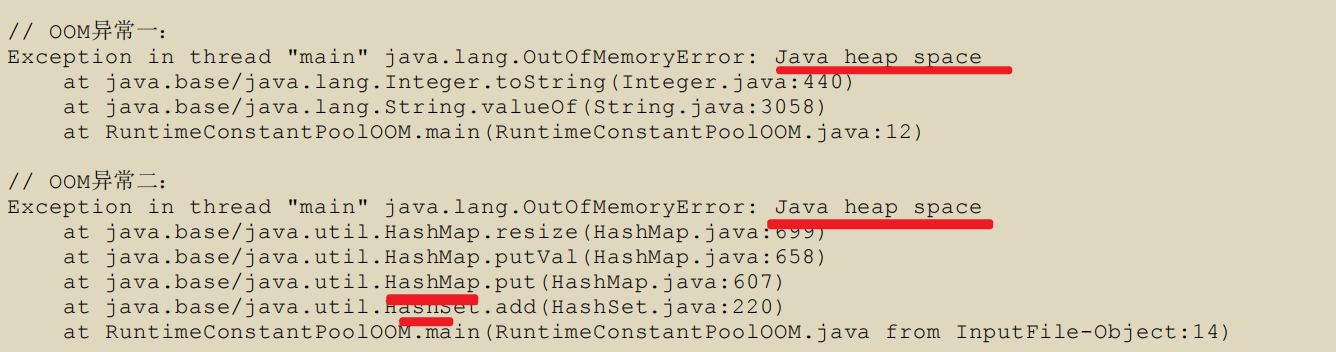 // OOM异常一：
Exception in thread "main" java.lang.OutOfMemoryError: Java heap space
    at java.base/java.lang.Integer.toString(Integer.java:440)
    at java.base/java.lang.String.valueOf(String.java:3058)
    at RuntimeConstantPoolOOM.main(RuntimeConstantPoolOOM.java:12)
// OOM异常二：
Exception in thread "main" java.lang.OutOfMemoryError: Java heap space
    at java.base/java.util.HashMap.resize(HashMap.java:699)
    at java.base/java.util.HashMap.putVal(HashMap.java:658)
    at java.base/java.util.HashMap.put(HashMap.java:607)
    at java.base/java.util.HashSet.add(HashSet.java:220)
    at RuntimeConstantPoolOOM.main(RuntimeConstantPoolOOM.java from InputFile-Object:14)